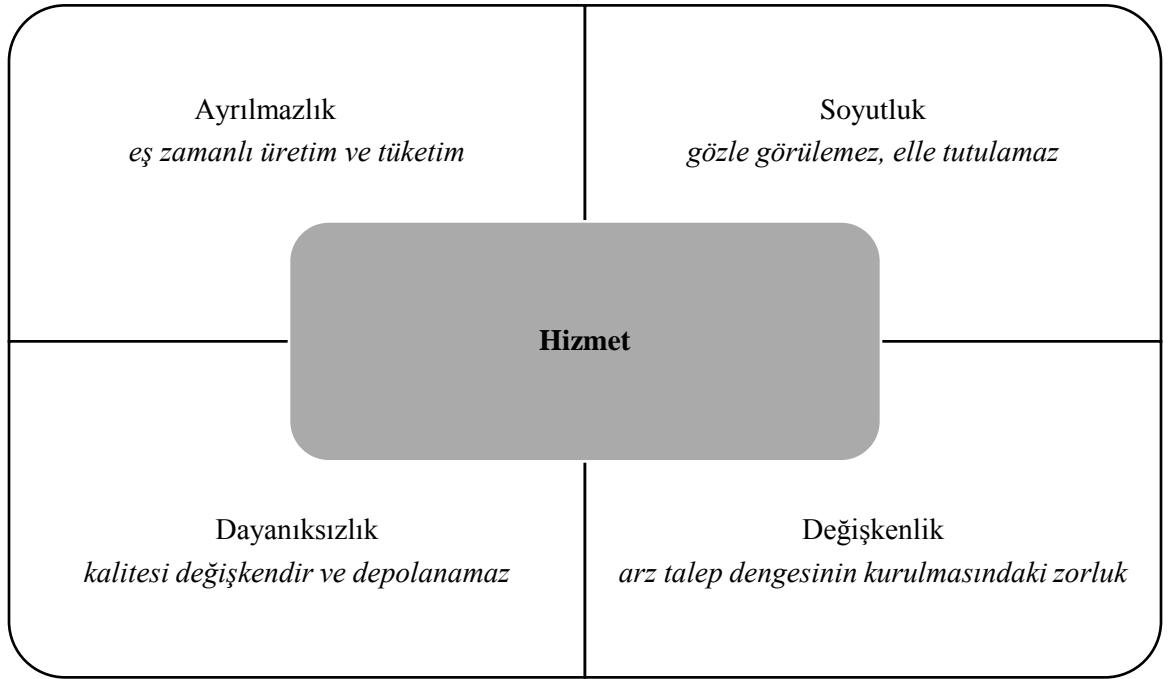 Ayrılmazlık
eş zamanlı üretim ve tüketim
Soyutluk
gözle görülemez, elle tutulamaz
Hizmet
Dayanıksızlık
kalitesi değişkendir ve depolanamaz
Değişkenlik
arz talep dengesinin kurulmasındaki zorluk